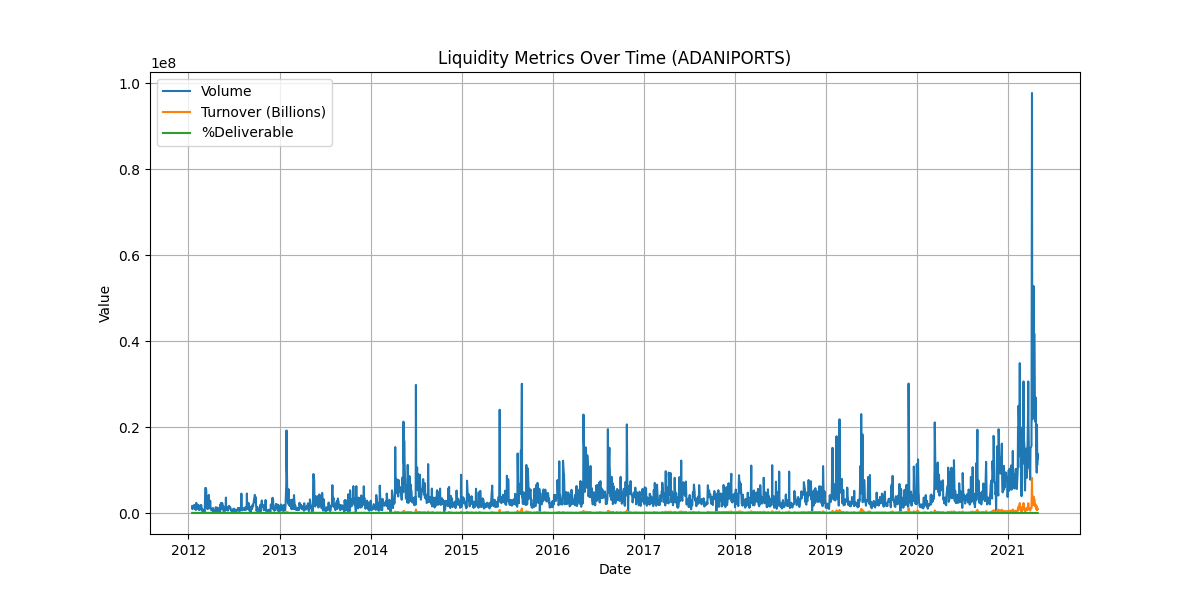 Liquidity Metrics Over Time (ADANIPORTS)
1e8
1.0
0.8
0.6
0.4
0.2
0.0
Value
Volume
Turnover (Billions)
%Deliverable
2012 2013 2014 2015 2016 2017 2018 2019 2020 2021
Date